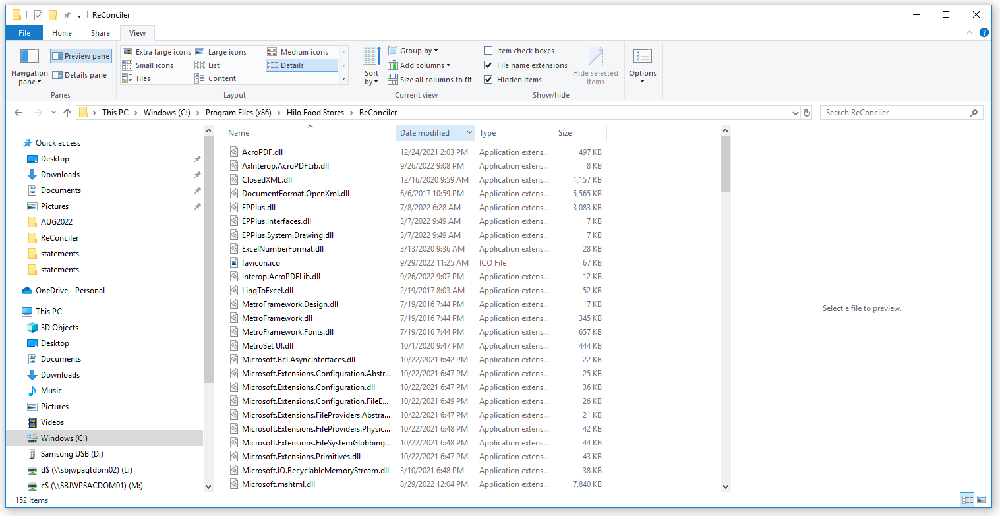 ReConciler
File Home Share View
Navigation pane
Preview pane
Details pane
Panes
Extra large icons Large icons Medium icons
Small icons List Details
Tiles Content
Layout
Sort by
Group by
Add columns
Size all columns to fit
Current view
Item check boxes
File name extensions
Hidden items
Hide selected items
Show/hide
Options
This PC > Windows (C:) > Program Files (x86) > Hilo Food Stores > ReConciler
Search ReConciler
Quick access
Desktop
Downloads
Documents
Pictures
AUG2022
ReConciler
statements
statements
OneDrive - Personal
This PC
3D Objects
Desktop
Documents
Downloads
Music
Pictures
Videos
Windows (C:)
Samsung USB (D:)
d$ (\\sbjwpagtdom02) (L:)
c$ (\\SBJWPSACDOM01) (M:)
Name Date modified Type Size
AcroPDF.dll 12/24/2021 2:03 PM Application extens... 497 KB
AxInterop.AcroPDFLib.dll 9/26/2022 9:08 PM Application extens... 8 KB
ClosedXML.dll 12/16/2020 9:59 AM Application extens... 1,157 KB
DocumentFormat.OpenXml.dll 6/6/2017 10:59 PM Application extens... 5,565 KB
EPPlus.dll 7/8/2022 6:28 AM Application extens... 3,083 KB
EPPlus.Interfaces.dll 3/7/2022 9:49 AM Application extens... 7 KB
EPPlus.System.Drawing.dll 3/7/2022 9:49 AM Application extens... 7 KB
ExcelNumberFormat.dll 3/13/2020 9:36 AM Application extens... 28 KB
favicon.ico 9/29/2022 11:25 AM ICO File 67 KB
Interop.AcroPDFLib.dll 9/26/2022 9:07 PM Application extens... 12 KB
LinqToExcel.dll 2/19/2017 8:03 AM Application extens... 52 KB
MetroFramework.Design.dll 7/19/2016 7:44 PM Application extens... 17 KB
MetroFramework.dll 7/19/2016 7:44 PM Application extens... 345 KB
MetroFramework.Fonts.dll 7/19/2016 7:44 PM Application extens... 657 KB
MetroSet UI.dll 10/1/2020 9:47 PM Application extens... 444 KB
Microsoft.Bcl.AsyncInterfaces.dll 10/22/2021 6:42 PM Application extens... 22 KB
Microsoft.Extensions.Configuration.Abstr... 10/22/2021 6:47 PM Application extens... 25 KB
Microsoft.Extensions.Configuration.dll 10/22/2021 6:47 PM Application extens... 36 KB
Microsoft.Extensions.Configuration.FileE... 10/22/2021 6:49 PM Application extens... 26 KB
Microsoft.Extensions.FileProviders.Abstra... 10/22/2021 6:47 PM Application extens... 21 KB
Microsoft.Extensions.FileProviders.Physic... 10/22/2021 6:48 PM Application extens... 42 KB
Microsoft.Extensions.FileSystemGlobbing... 10/22/2021 6:48 PM Application extens... 44 KB
Microsoft.Extensions.Primitives.dll 10/22/2021 6:47 PM Application extens... 43 KB
Microsoft.IO.RecyclableMemoryStream.dll 3/10/2021 6:48 PM Application extens... 38 KB
Microsoft.mshtml.dll 8/29/2022 12:04 PM Application extens... 7,840 KB
Select a file to preview.
152 items